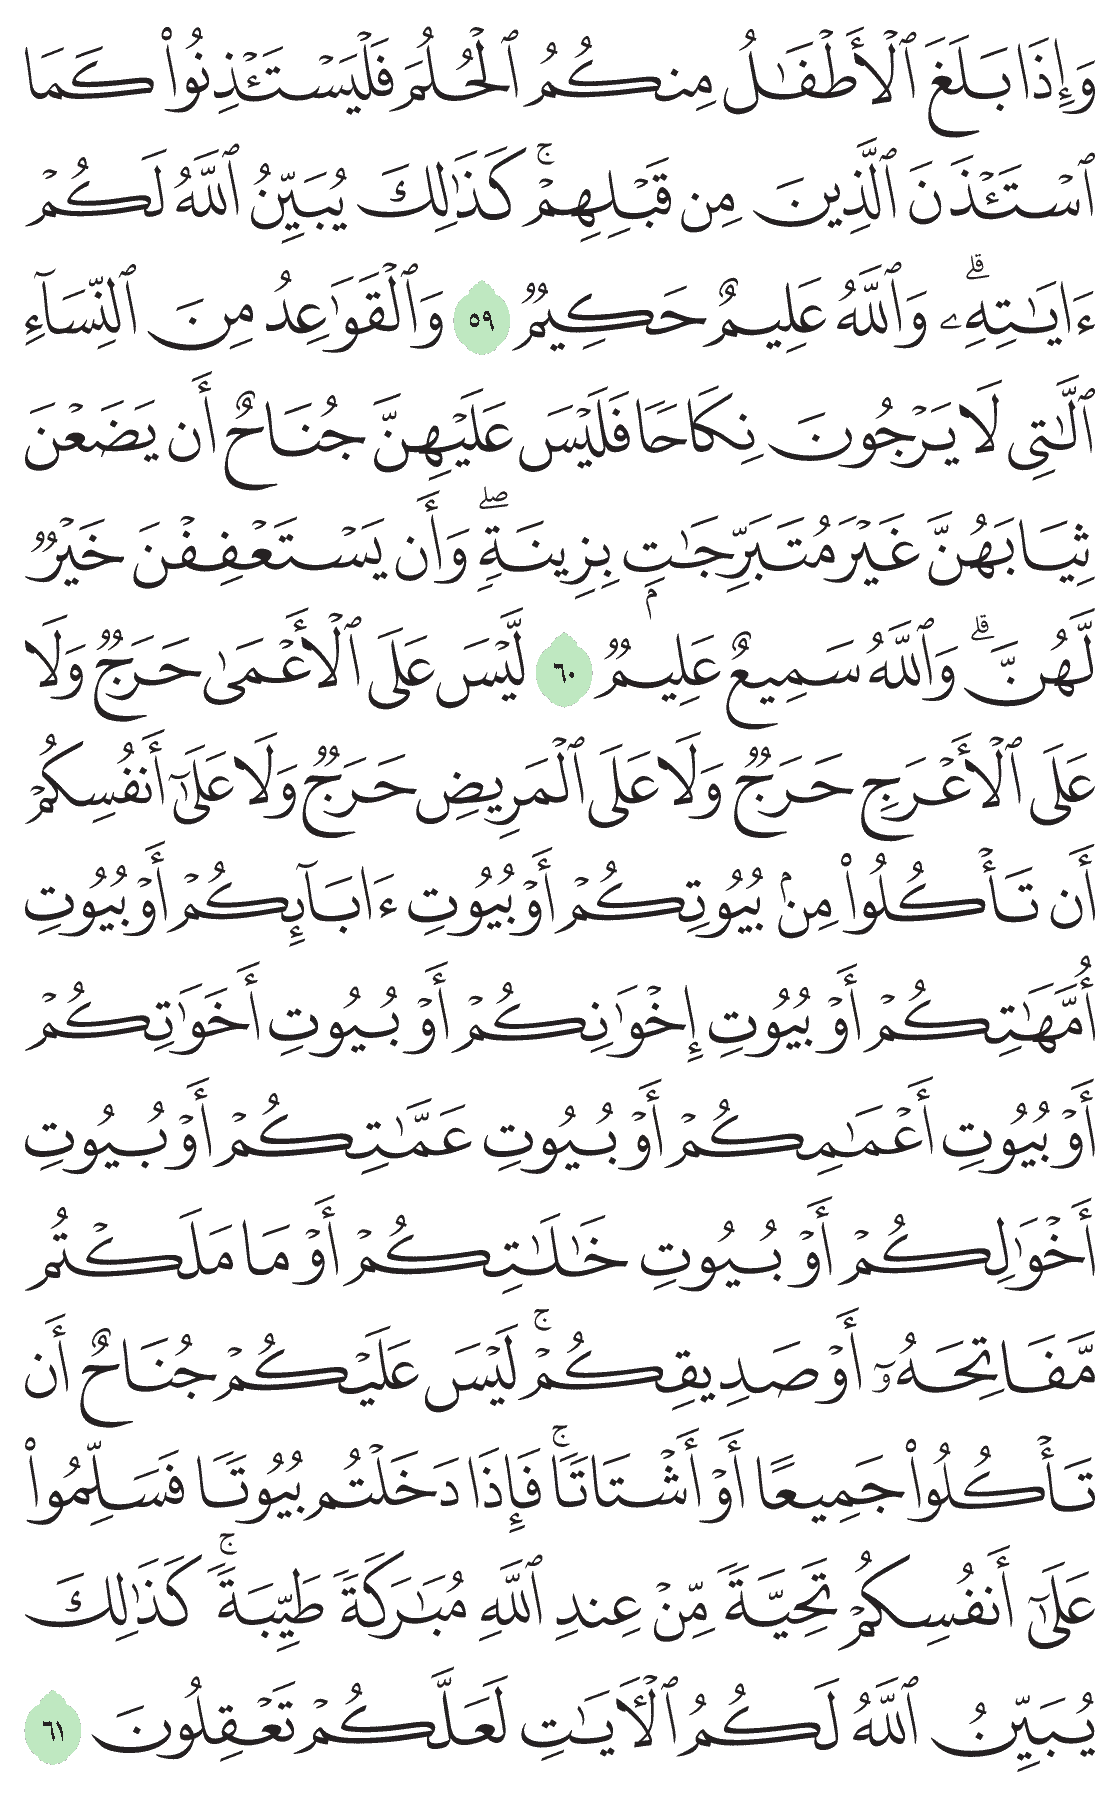 وَإِذَا بَلَغَ ٱلْأَطْفَٰلُ مِنكُمُ ٱلْحُلُمَ فَلْيَسْتَـْٔذِنُوا۟ كَمَا
ٱسْتَـْٔذَنَ ٱلَّذِينَ مِن قَبْلِهِمْ ۚ كَذَٰلِكَ يُبَيِّنُ ٱللَّهُ لَكُمْ
ءَايَٰتِهِۦ ۗ وَٱللَّهُ عَلِيمٌ حَكِيمٌ ٥٩ وَٱلْقَوَٰعِدُ مِنَ ٱلنِّسَآءِ
ٱلَّٰتِى لَا يَرْجُونَ نِكَاحًا فَلَيْسَ عَلَيْهِنَّ جُنَاحٌ أَن يَضَعْنَ
ثِيَابَهُنَّ غَيْرَ مُتَبَرِّجَٰتٍۭ بِزِينَةٍ ۖ وَأَن يَسْتَعْفِفْنَ خَيْرٌ
لَّهُنَّ ۗ وَٱللَّهُ سَمِيعٌ عَلِيمٌ ٦٠ لَّيْسَ عَلَى ٱلْأَعْمَىٰ حَرَجٌ وَلَا
عَلَى ٱلْأَعْرَجِ حَرَجٌ وَلَا عَلَى ٱلْمَرِيضِ حَرَجٌ وَلَا عَلَىٰٓ أَنفُسِكُمْ
أَن تَأْكُلُوا۟ مِنۢ بُيُوتِكُمْ أَوْ بُيُوتِ ءَابَآئِكُمْ أَوْ بُيُوتِ
أُمَّهَٰتِكُمْ أَوْ بُيُوتِ إِخْوَٰنِكُمْ أَوْ بُيُوتِ أَخَوَٰتِكُمْ
أَوْ بُيُوتِ أَعْمَٰمِكُمْ أَوْ بُيُوتِ عَمَّٰتِكُمْ أَوْ بُيُوتِ
أَخْوَٰلِكُمْ أَوْ بُيُوتِ خَٰلَٰتِكُمْ أَوْ مَا مَلَكْتُم
مَّفَاتِحَهُۥٓ أَوْ صَدِيقِكُمْ ۚ لَيْسَ عَلَيْكُمْ جُنَاحٌ أَن
تَأْكُلُوا۟ جَمِيعًا أَوْ أَشْتَاتًا ۚ فَإِذَا دَخَلْتُم بُيُوتًا فَسَلِّمُوا۟
عَلَىٰٓ أَنفُسِكُمْ تَحِيَّةً مِّنْ عِندِ ٱللَّهِ مُبَٰرَكَةً طَيِّبَةً ۚ كَذَٰلِكَ
يُبَيِّنُ ٱللَّهُ لَكُمُ ٱلْءَايَٰتِ لَعَلَّكُمْ تَعْقِلُونَ ٦١